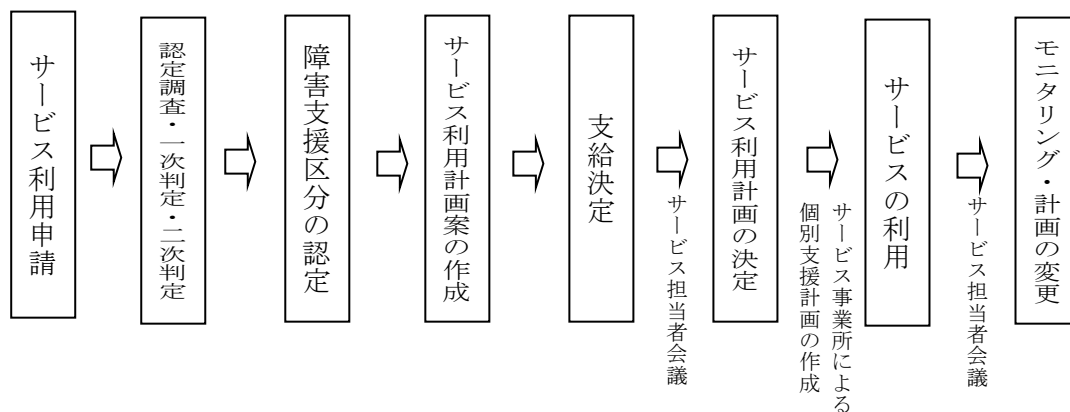 サービス利用申請
認定調査・一次判定・二次判定
障害支援区分の認定
サービス利用計画案の作成
支給決定
サービス担当者会議
サービス利用計画の決定
サービス事業所による
個別支援計画の作成
サービスの利用
サービス担当者会議
モニタリング・計画の変更